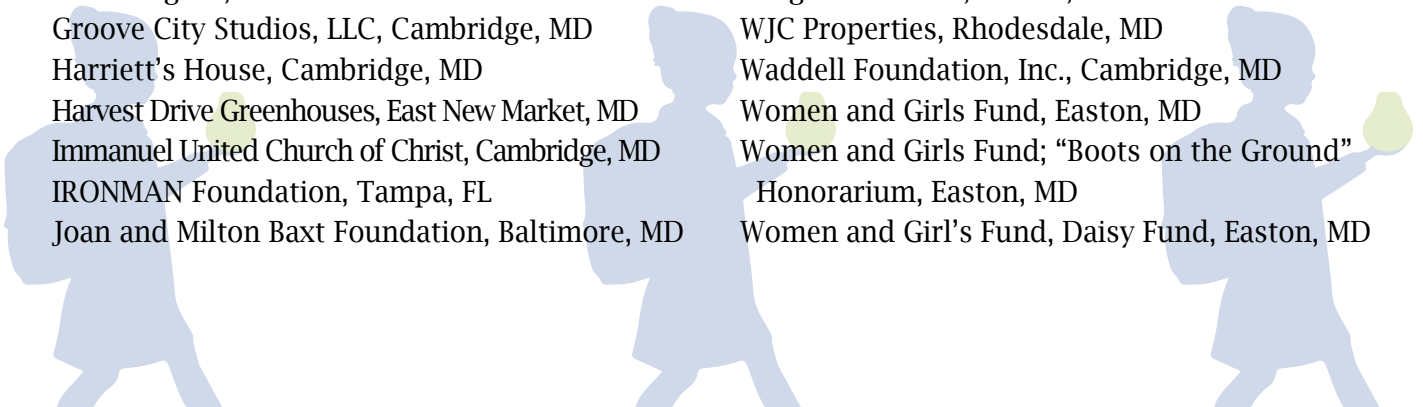 Groove City Studios, LLC, Cambridge, MD
Harriett’s House, Cambridge, MD
Harvest Drive Greenhouses, East New Market, MD
Immanuel United Church of Christ, Cambridge, MD
IRONMAN Foundation, Tampa, FL
Joan and Milton Baxt Foundation, Baltimore, MD
WJC Properties, Rhodesdale, MD
Waddell Foundation, Inc., Cambridge, MD
Women and Girls Fund, Easton, MD
Women and Girls Fund; “Boots on the Ground”
Honorarium, Easton, MD
Women and Girl’s Fund, Daisy Fund, Easton, MD